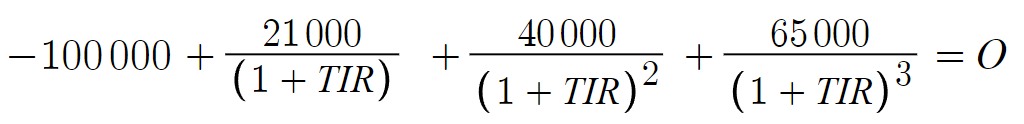 −100 000 + 21 000/(1 + TIR) + 40 000/(1 + TIR)² + 65 000/(1 + TIR)³ = O